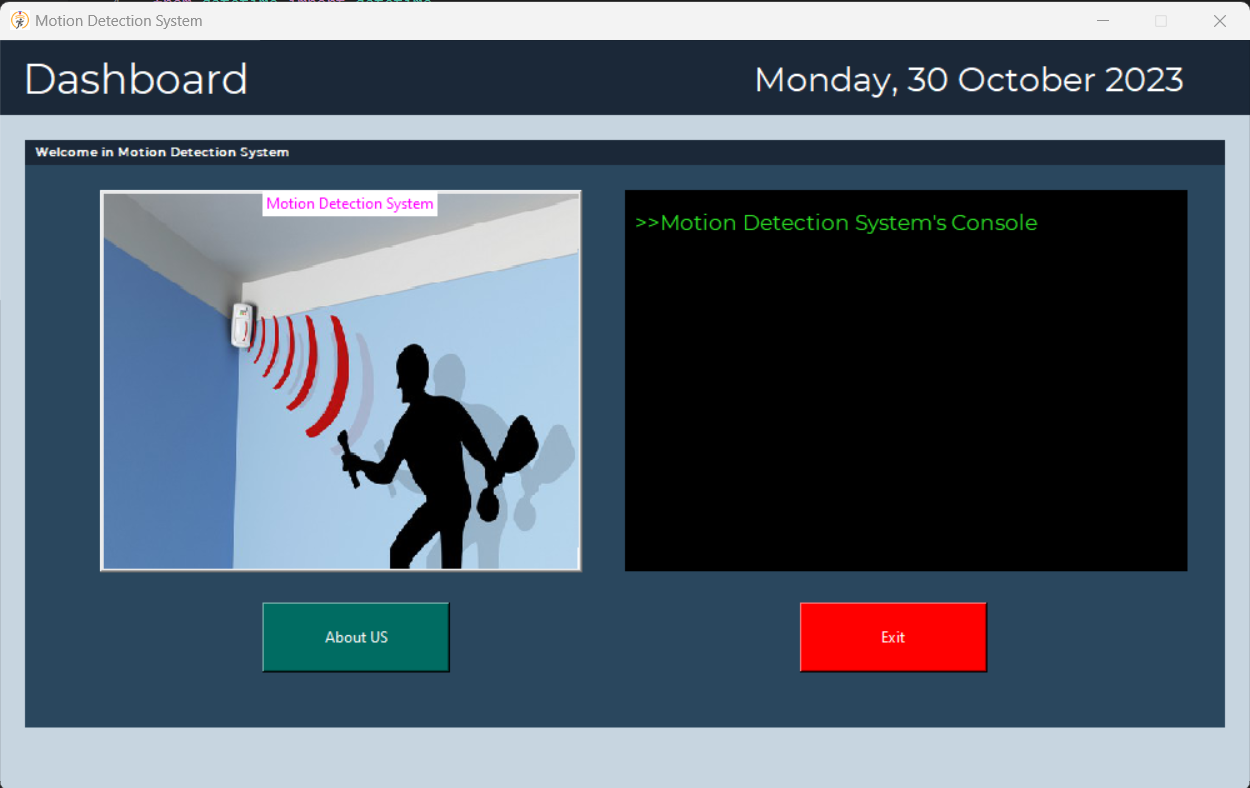 Motion Detection System
Dashboard
Monday, 30 October 2023
Welcome in Motion Detection System
Motion Detection System
>>Motion Detection System's Console
About US
Exit